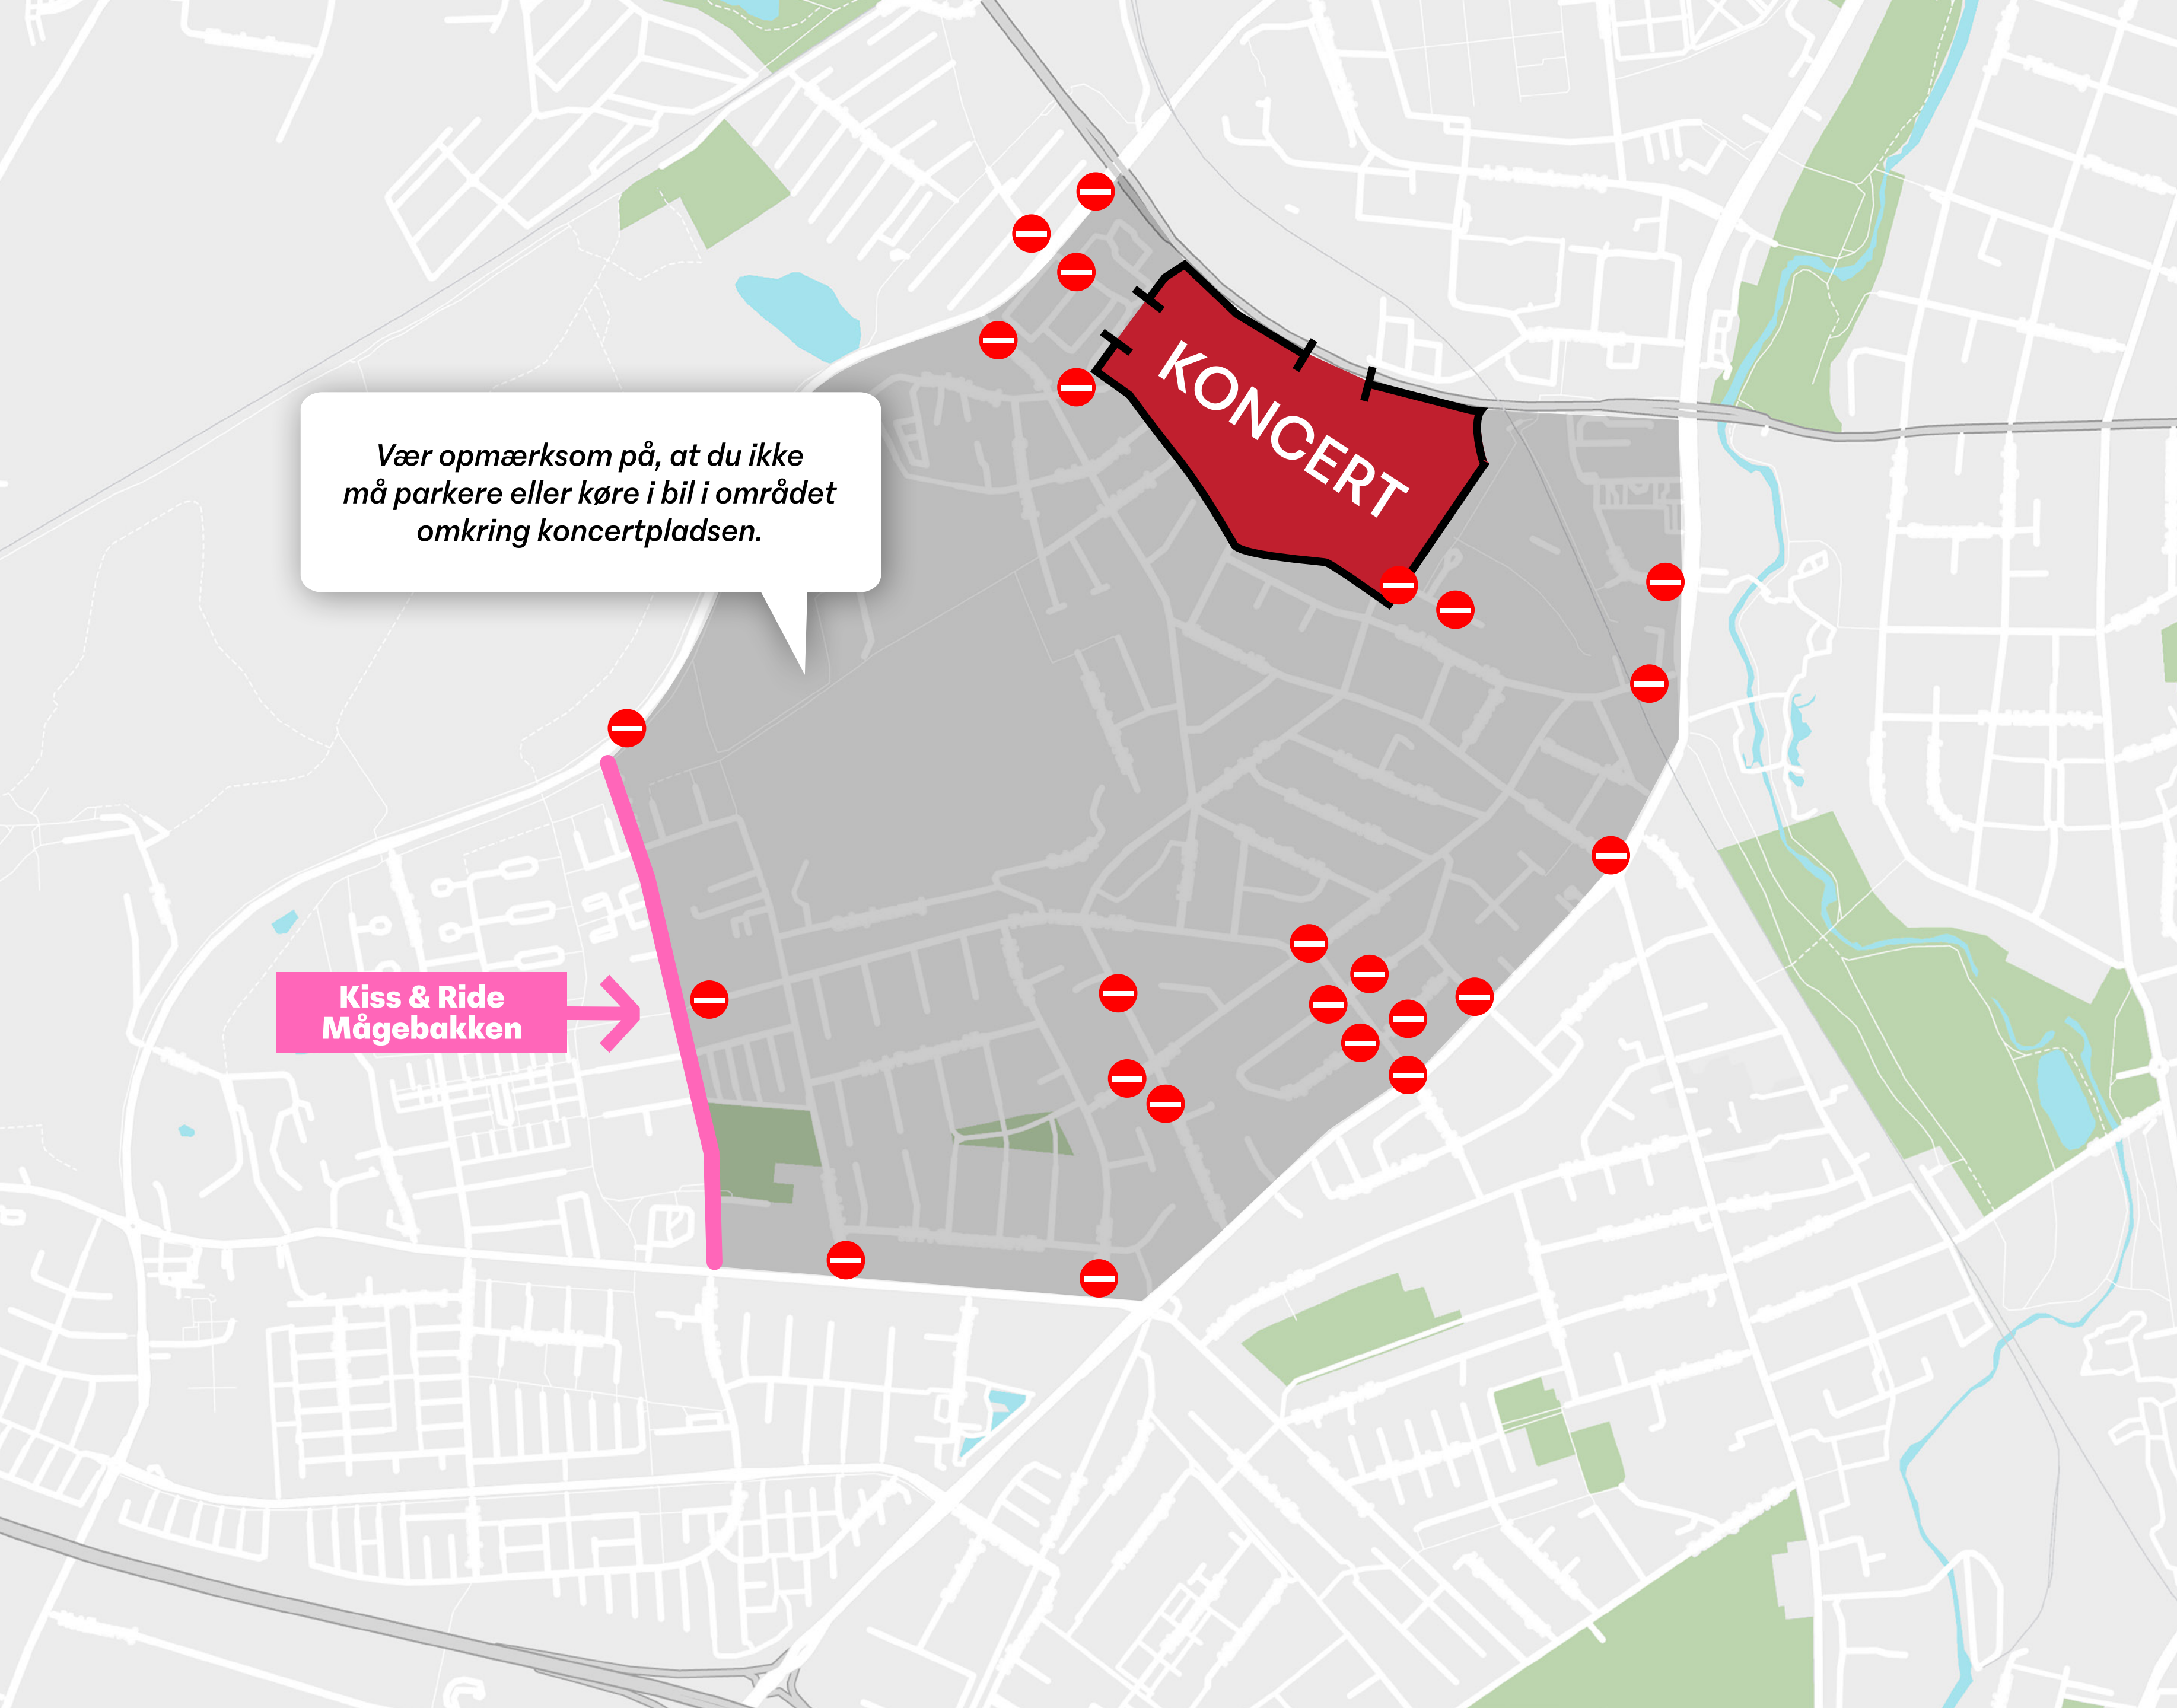 KONCERT
Vær opmærksom på, at du ikke
må parkere eller køre i bil i området
omkring koncertpladsen.
Kiss & Ride
Mågebakken